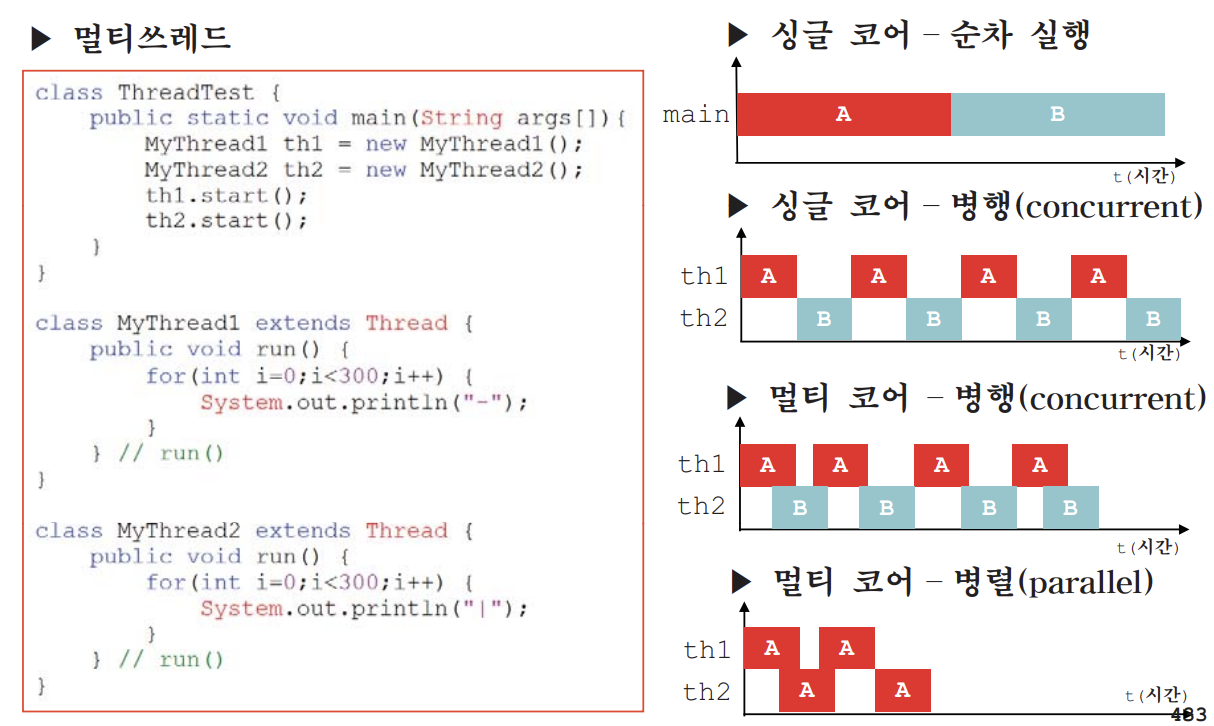 ▶ 멀티쓰레드
class ThreadTest {
    public static void main(String args[]){
        MyThread1 th1 = new MyThread1();
        MyThread2 th2 = new MyThread2();
        th1.start();
        th2.start();
    }
}
class MyThread1 extends Thread {
    public void run() {
        for(int i=0;i<300;i++) {
            System.out.println("-");
        }
    } // run()
}
class MyThread2 extends Thread {
    public void run() {
        for(int i=0;i<300;i++) {
            System.out.println("|");
        }
    } // run()
}
▶ 싱글 코어 – 순차 실행
main A B
t(시간)
▶ 싱글 코어 – 병행(concurrent)
th1 A A A A
th2 B B B B
t(시간)
▶ 멀티 코어 – 병행(concurrent)
th1 A A A A
th2 B B B B
t(시간)
▶ 멀티 코어 – 병렬(parallel)
th1 A A
th2 A A
t(시간)
483